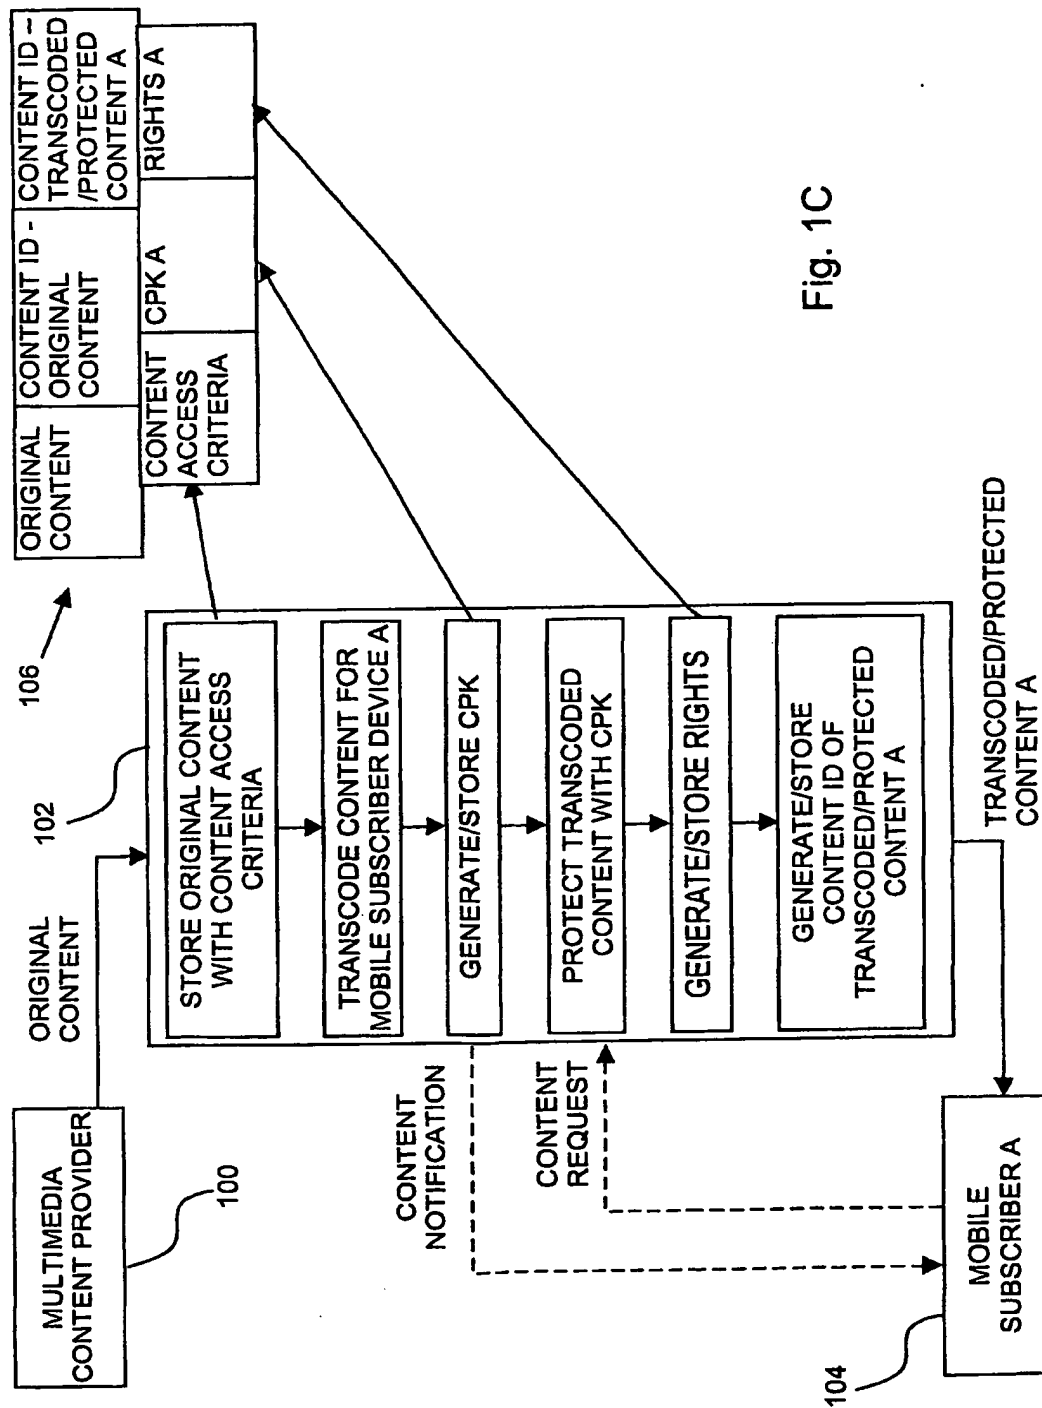 MULTIMEDIA
CONTENT PROVIDER
100
ORIGINAL
CONTENT
102
106
ORIGINAL
CONTENT
CONTENT ID -
ORIGINAL
CONTENT
CONTENT ID –
TRANSCODED
/PROTECTED
CONTENT A
CONTENT
ACCESS
CRITERIA
CPK A
RIGHTS A
STORE ORIGINAL CONTENT
WITH CONTENT ACCESS
CRITERIA
TRANSCODE CONTENT FOR
MOBILE SUBSCRIBER DEVICE A
GENERATE/STORE CPK
PROTECT TRANSCODED
CONTENT WITH CPK
GENERATE/STORE RIGHTS
GENERATE/STORE
CONTENT ID OF
TRANSCODED/PROTECTED
CONTENT A
CONTENT
NOTIFICATION
CONTENT
REQUEST
MOBILE
SUBSCRIBER A
104
TRANSCODED/PROTECTED
CONTENT A
Fig. 1C